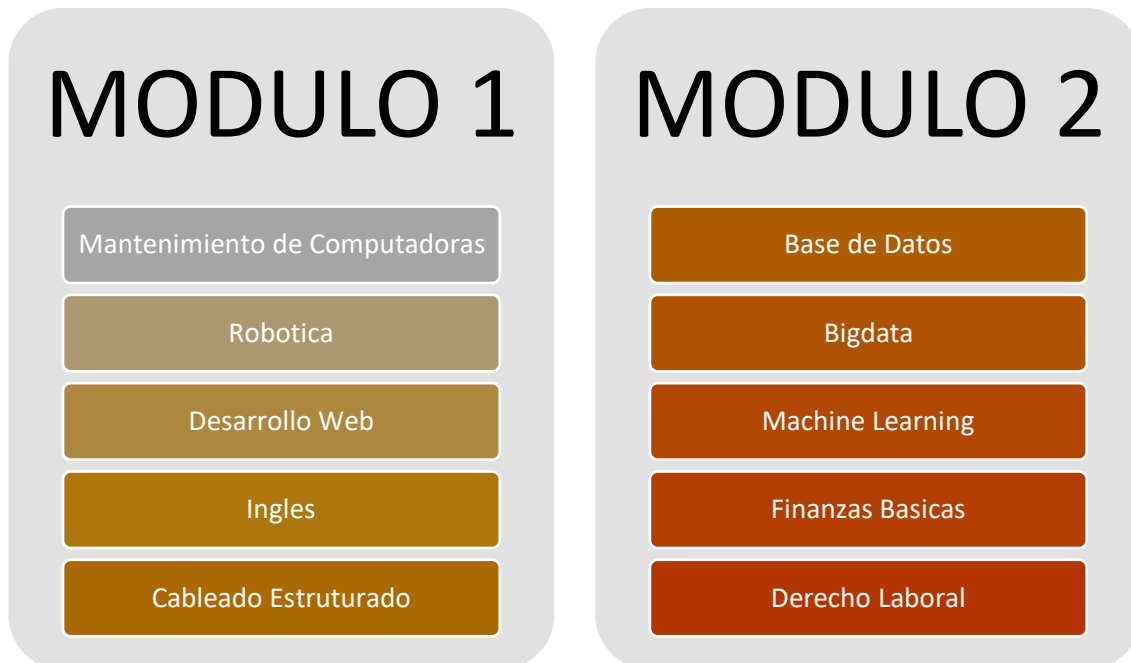 MODULO 1
Mantenimiento de Computadoras
Robotica
Desarrollo Web
Ingles
Cableado Estruturado
MODULO 2
Base de Datos
Bigdata
Machine Learning
Finanzas Basicas
Derecho Laboral